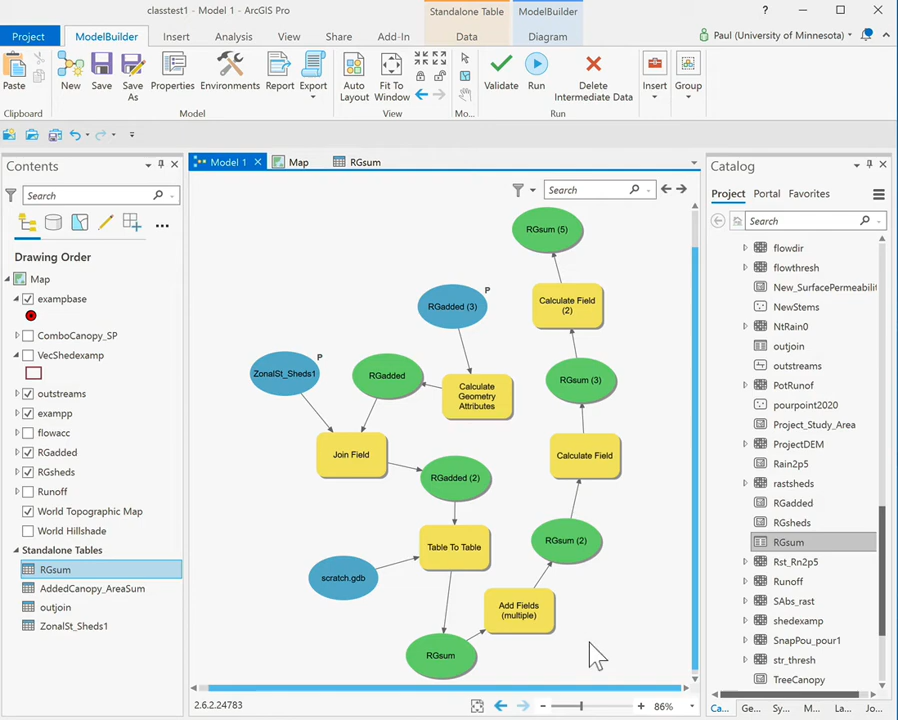 classtest1 - Model 1 - ArcGIS Pro
Standalone Table
ModelBuilder
?
Project
ModelBuilder
Insert
Analysis
View
Share
Add-In
Data
Diagram
Paul (University of Minnesota)
Paste
New
Save
Save As
Properties
Environments
Report
Export
Auto Layout
Fit To Window
Validate
Run
Delete Intermediate Data
Insert
Group
Clipboard
Model
View
Mo...
Run
Contents
Search
Drawing Order
Map
exampbase
ComboCanopy_SP
VecShedexamp
outstreams
exampp
flowacc
RGadded
RGsheds
Runoff
World Topographic Map
World Hillshade
Standalone Tables
RGsum
AddedCanopy_AreaSum
outjoin
ZonalSt_Sheds1
Model 1
Map
RGsum
Search
RGsum (5)
RGadded (3)
P
Calculate Field (2)
ZonalSt_Sheds1
P
RGadded
Calculate Geometry Attributes
RGsum (3)
Join Field
Calculate Field
RGadded (2)
Table To Table
RGsum (2)
scratch.gdb
Add Fields (multiple)
RGsum
2.6.2.24783
86%
Catalog
Project
Portal
Favorites
Search
flowdir
flowthresh
New_SurfacePermeabilit
NewStems
NtRain0
outjoin
outstreams
PotRunof
pourpoint2020
Project_Study_Area
ProjectDEM
Rain2p5
rastsheds
RGadded
RGsheds
RGsum
Rst_Rn2p5
Runoff
SAbs_rast
shedexamp
SnapPou_pour1
str_thresh
TreeCanopy
Ca...
Ge...
Sy...
M...
La...
Jo...